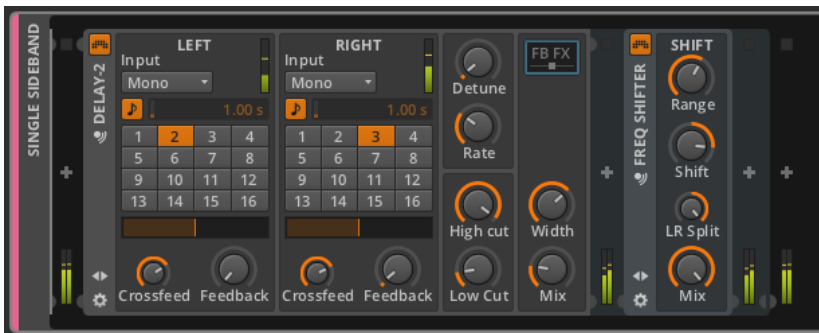 SINGLE SIDEBAND
DELAY-2
LEFT
Input
Mono
1.00 s
1 2 3 4
5 6 7 8
9 10 11 12
13 14 15 16
Crossfeed Feedback
RIGHT
Input
Mono
1.00 s
1 2 3 4
5 6 7 8
9 10 11 12
13 14 15 16
Crossfeed Feedback
Detune
Rate
High cut
Low Cut
FB FX
Width
Mix
FREQ SHIFTER
SHIFT
Range
Shift
LR Split
Mix